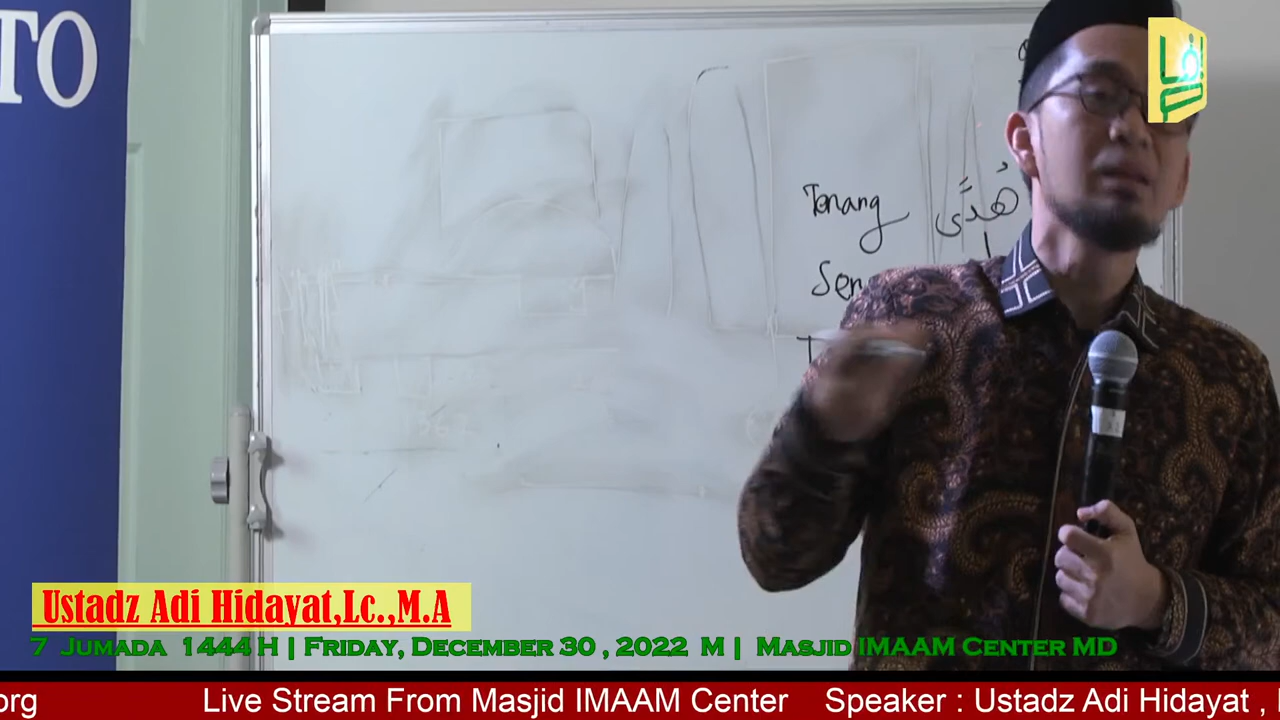 TO
Tenang هُدًى
Sen
T
Ustadz Adi Hidayat,Lc.,M.A
7 Jumada 1444 H | Friday, December 30 , 2022 M | Masjid IMAAM Center MD
org Live Stream From Masjid IMAAM Center Speaker : Ustadz Adi Hidayat ,